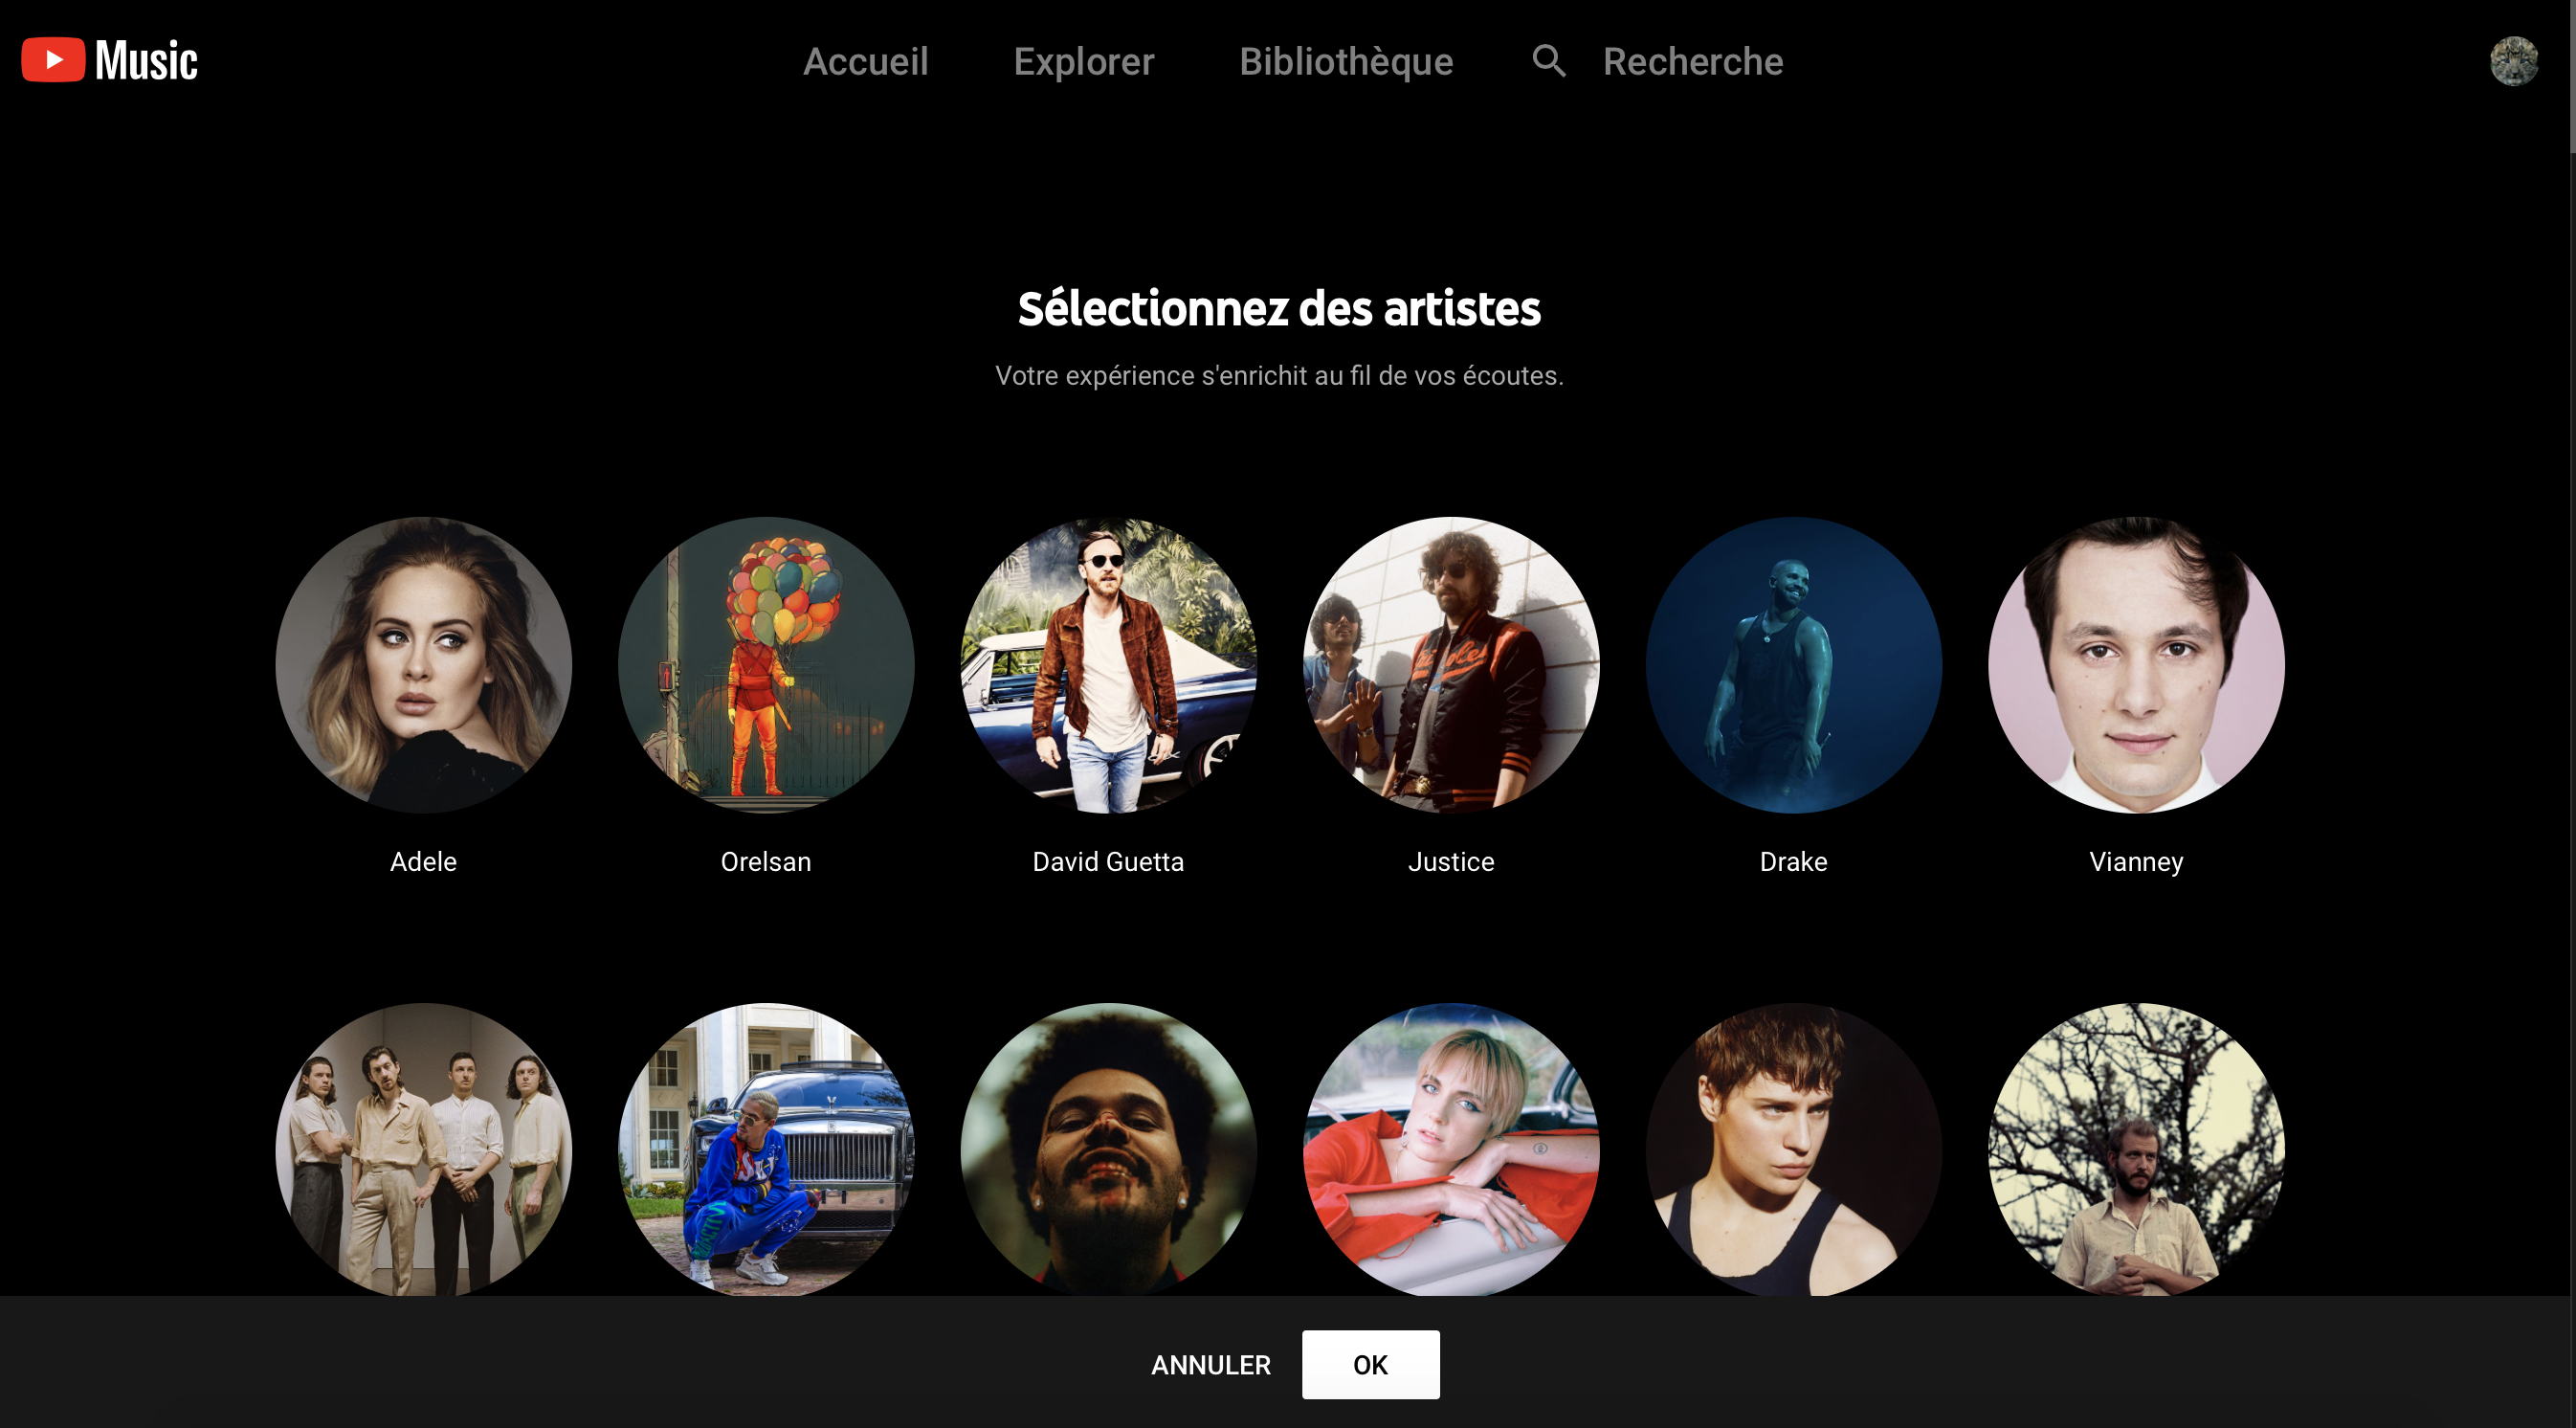 Music
Accueil
Explorer
Bibliothèque
Recherche
Sélectionnez des artistes
Votre expérience s'enrichit au fil de vos écoutes.
Adele
Orelsan
David Guetta
Justice
Drake
Vianney
ANNULER
OK